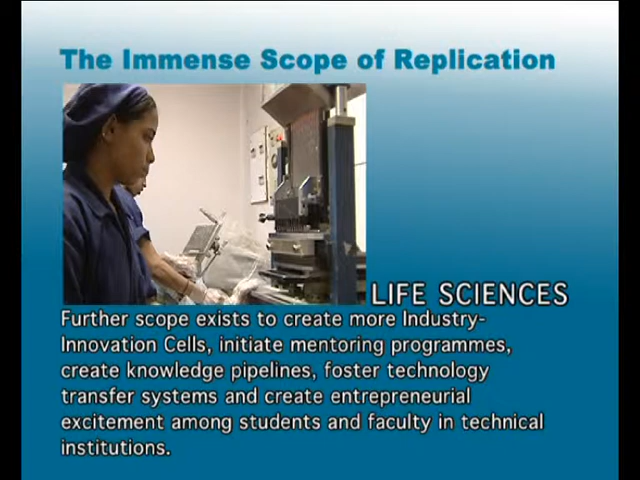 The Immense Scope of Replication
LIFE SCIENCES
Further scope exists to create more Industry-
Innovation Cells, initiate mentoring programmes,
create knowledge pipelines, foster technology
transfer systems and create entrepreneurial
excitement among students and faculty in technical
institutions.